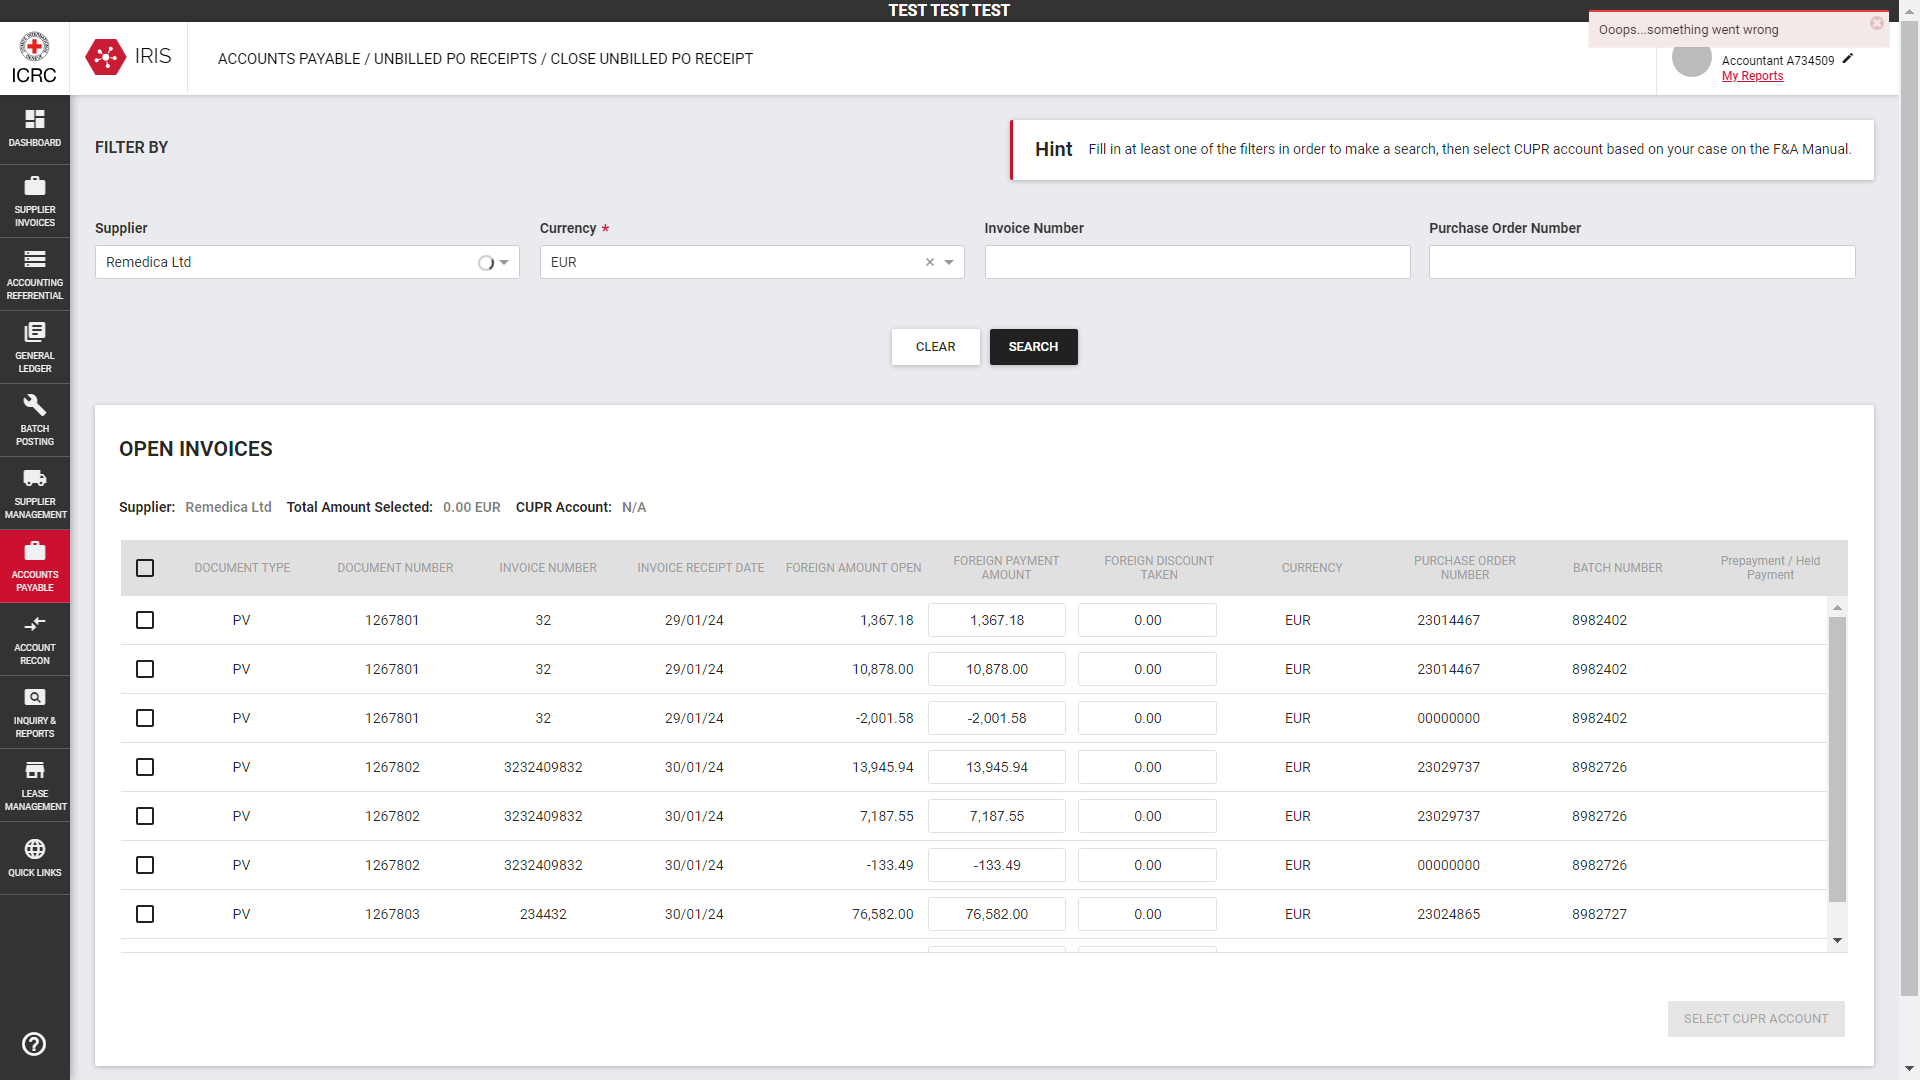 TEST TEST TEST
Ooops...something went wrong
ICRC
IRIS
ACCOUNTS PAYABLE / UNBILLED PO RECEIPTS / CLOSE UNBILLED PO RECEIPT
Accountant A734509
My Reports
DASHBOARD
SUPPLIER
INVOICES
ACCOUNTING
REFERENTIAL
GENERAL
LEDGER
BATCH
POSTING
SUPPLIER
MANAGEMENT
ACCOUNTS
PAYABLE
ACCOUNT
RECON
INQUIRY &
REPORTS
LEASE
MANAGEMENT
QUICK LINKS
FILTER BY
Hint Fill in at least one of the filters in order to make a search, then select CUPR account based on your case on the F&A Manual.
Supplier Currency * Invoice Number Purchase Order Number
Remedica Ltd EUR
CLEAR SEARCH
OPEN INVOICES
Supplier: Remedica Ltd Total Amount Selected: 0.00 EUR CUPR Account: N/A
DOCUMENT TYPE DOCUMENT NUMBER INVOICE NUMBER INVOICE RECEIPT DATE FOREIGN AMOUNT OPEN FOREIGN PAYMENT AMOUNT FOREIGN DISCOUNT TAKEN CURRENCY PURCHASE ORDER NUMBER BATCH NUMBER Prepayment / Held Payment
PV 1267801 32 29/01/24 1,367.18 1,367.18 0.00 EUR 23014467 8982402
PV 1267801 32 29/01/24 10,878.00 10,878.00 0.00 EUR 23014467 8982402
PV 1267801 32 29/01/24 -2,001.58 -2,001.58 0.00 EUR 00000000 8982402
PV 1267802 3232409832 30/01/24 13,945.94 13,945.94 0.00 EUR 23029737 8982726
PV 1267802 3232409832 30/01/24 7,187.55 7,187.55 0.00 EUR 23029737 8982726
PV 1267802 3232409832 30/01/24 -133.49 -133.49 0.00 EUR 00000000 8982726
PV 1267803 234432 30/01/24 76,582.00 76,582.00 0.00 EUR 23024865 8982727
SELECT CUPR ACCOUNT